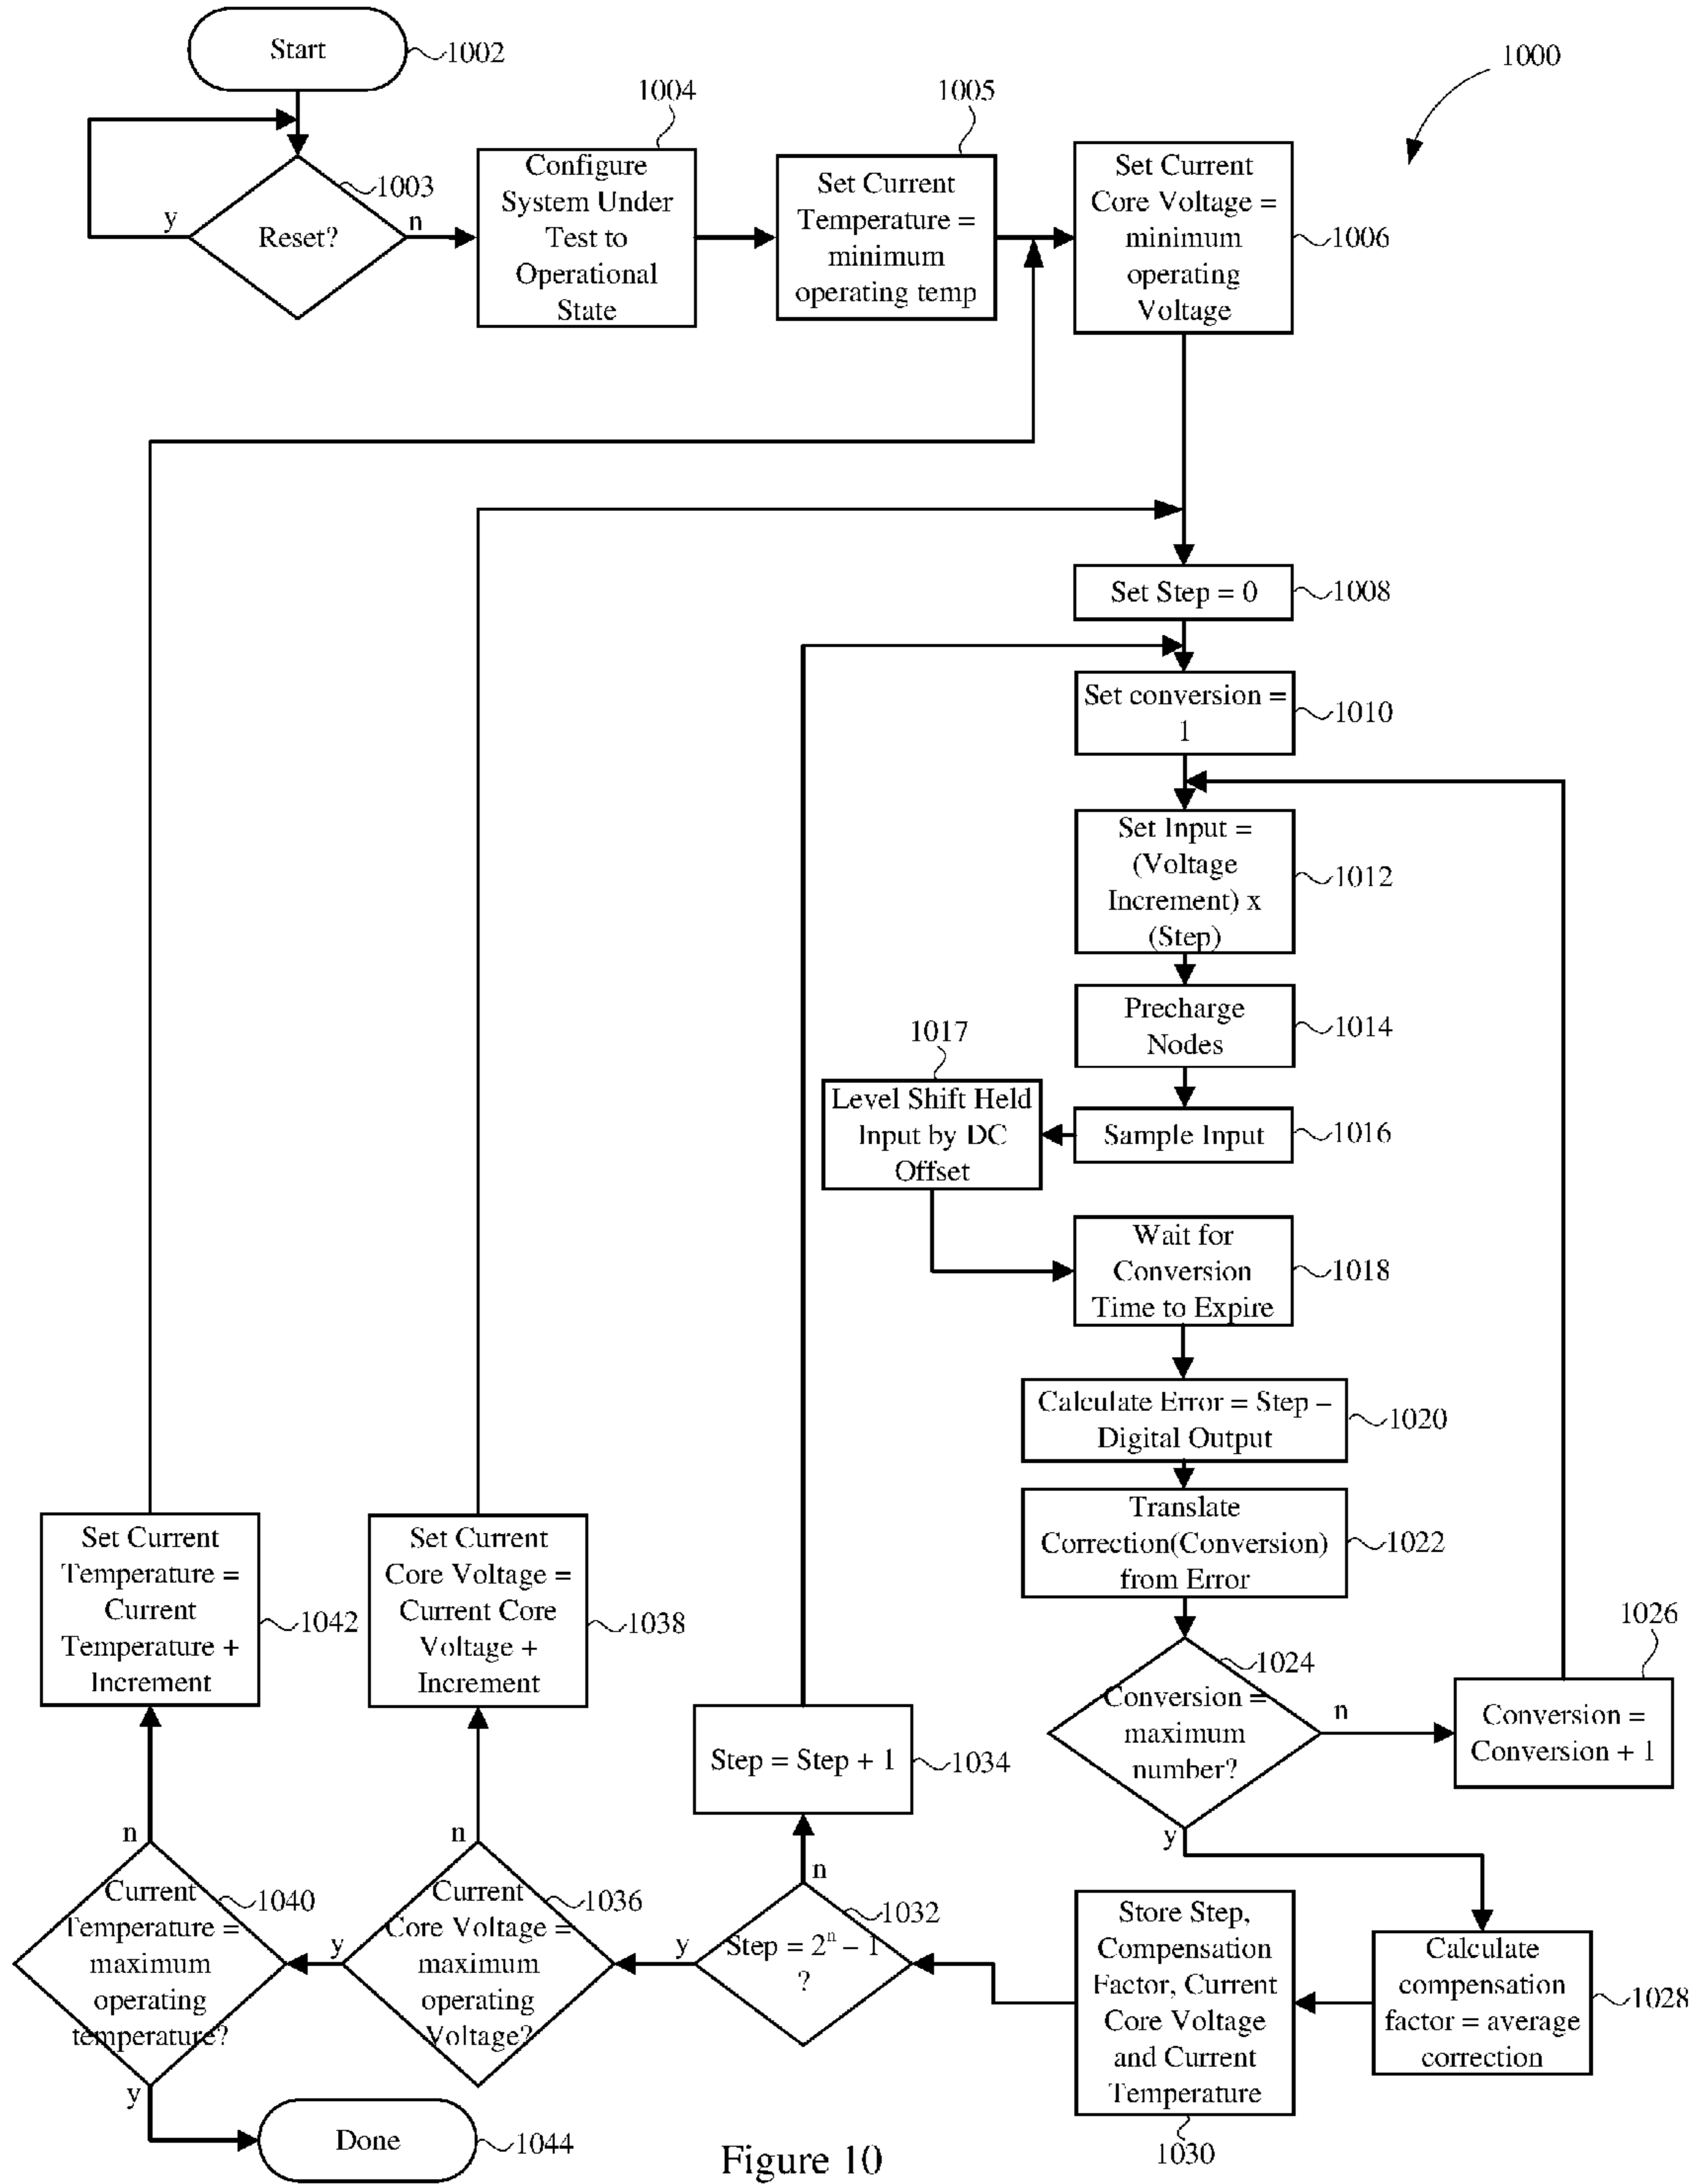 Start
1002
1000
1004
1005
1003
Reset?
y
n
Configure
System Under
Test to
Operational
State
Set Current
Temperature =
minimum
operating temp
Set Current
Core Voltage =
minimum
operating
Voltage
1006
Set Step = 0
1008
Set conversion =
1
1010
Set Input =
(Voltage
Increment) x
(Step)
1012
Precharge
Nodes
1014
1017
Level Shift Held
Input by DC
Offset
Sample Input
1016
Wait for
Conversion
Time to Expire
1018
Calculate Error = Step –
Digital Output
1020
Translate
Correction(Conversion)
from Error
1022
1024
Conversion =
maximum
number?
n
y
1026
Conversion =
Conversion + 1
Calculate
compensation
factor = average
correction
1028
Store Step,
Compensation
Factor, Current
Core Voltage
and Current
Temperature
1030
1032
Step = 2ⁿ – 1
?
n
y
Step = Step + 1
1034
1036
Current
Core Voltage =
maximum
operating
Voltage?
n
y
Set Current
Core Voltage =
Current Core
Voltage +
Increment
1038
1040
Current
Temperature =
maximum
operating
temperature?
n
y
Set Current
Temperature =
Current
Temperature +
Increment
1042
Done
1044
Figure 10